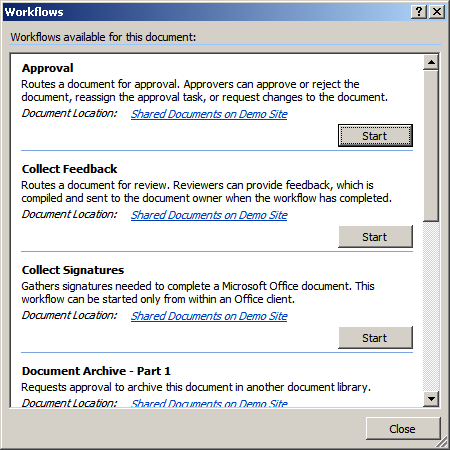 Workflows
Workflows available for this document:
Approval
Routes a document for approval. Approvers can approve or reject the
document, reassign the approval task, or request changes to the document.
Document Location: Shared Documents on Demo Site
Start
Collect Feedback
Routes a document for review. Reviewers can provide feedback, which is
compiled and sent to the document owner when the workflow has completed.
Document Location: Shared Documents on Demo Site
Start
Collect Signatures
Gathers signatures needed to complete a Microsoft Office document. This
workflow can be started only from within an Office client.
Document Location: Shared Documents on Demo Site
Start
Document Archive - Part 1
Requests approval to archive this document in another document library.
Document Location: Shared Documents on Demo Site
Close